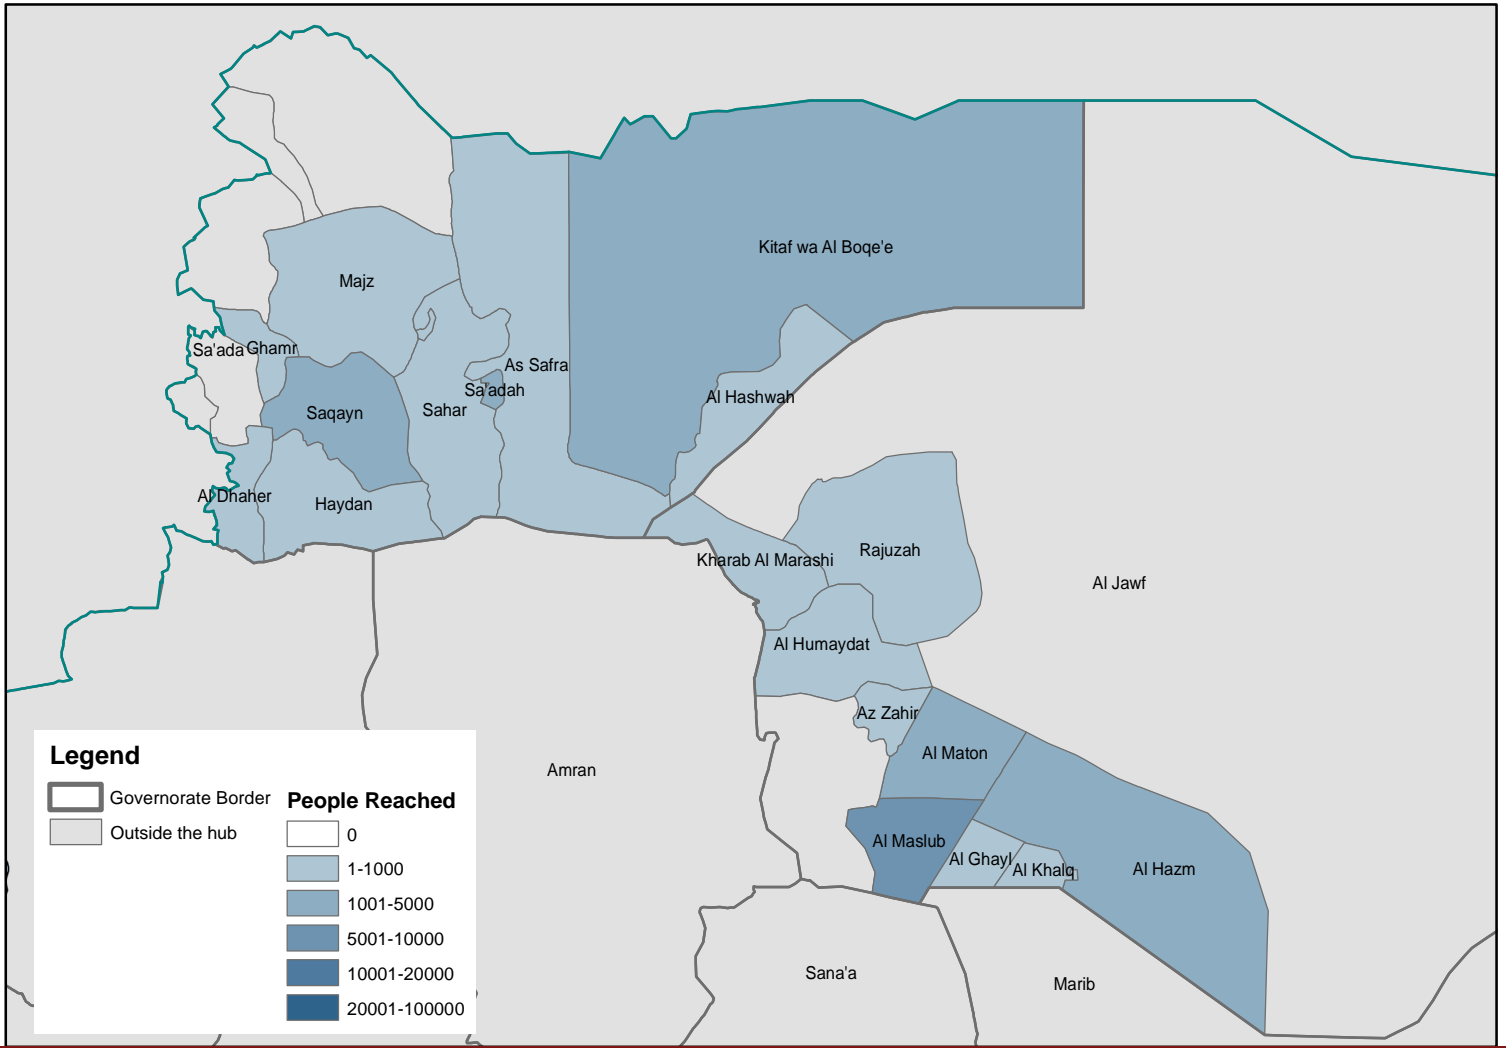 Kitaf wa Al Boqe'e
Majz
Sa'ada
Ghamr
As Safra
Sa'adah
Al Hashwah
Saqayn
Sahar
Al Dhaher
Haydan
Kharab Al Marashi
Rajuzah
Al Jawf
Al Humaydat
Az Zahir
Al Maton
Amran
Al Maslub
Al Ghayl
Al Khalq
Al Hazm
Sana'a
Marib
Legend
Governorate Border
Outside the hub
People Reached
0
1-1000
1001-5000
5001-10000
10001-20000
20001-100000